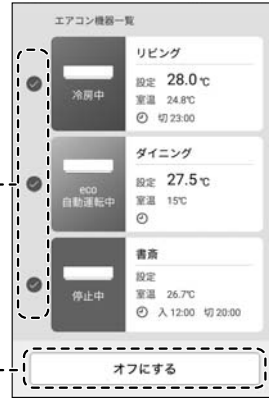 エアコン機器一覧
冷房中
リビング
設定 28.0℃
室温 24.8℃
切 23:00
eco
自動運転中
ダイニング
設定 27.5℃
室温 15℃
停止中
書斎
設定
室温 26.7℃
入 12:00 切 20:00
オフにする